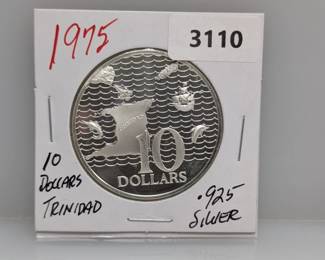 1975
3110
10
DOLLARS
10
DOLLARS
TRINIDAD
.925
SILVER